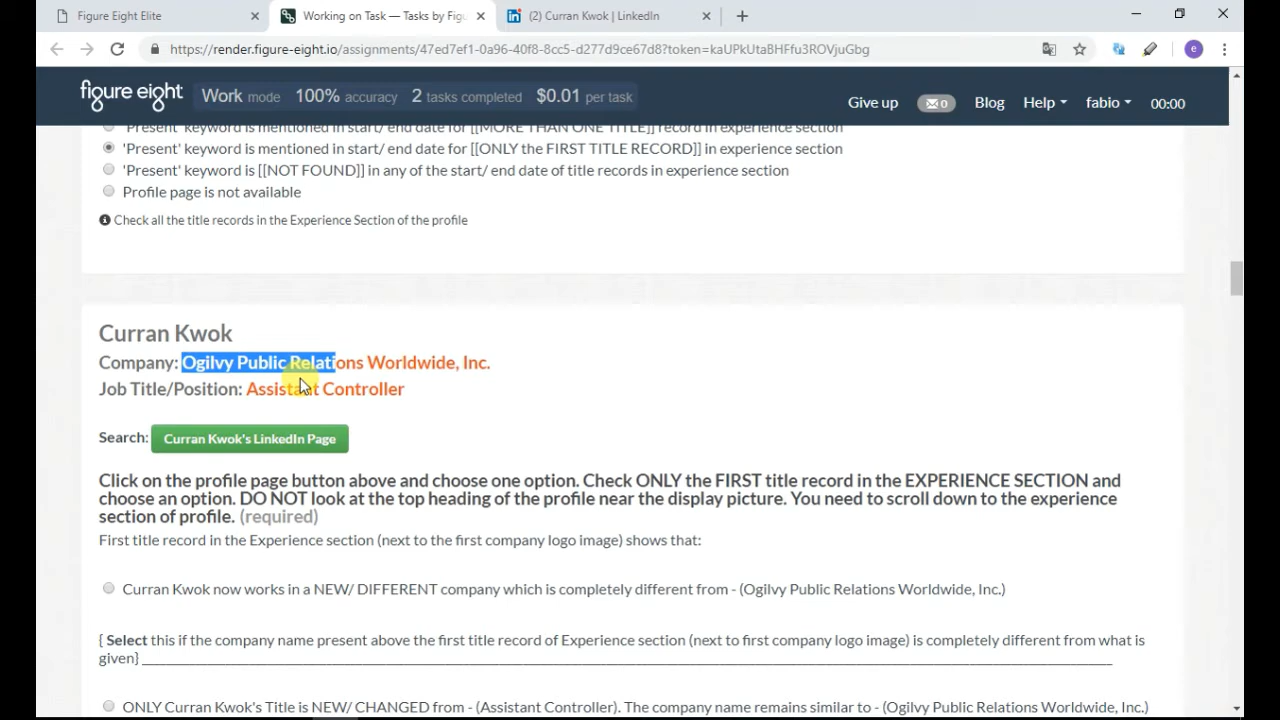 Figure Eight Elite
Working on Task — Tasks by Figu
(2) Curran Kwok | LinkedIn
https://render.figure-eight.io/assignments/47ed7ef1-0a96-40f8-8cc5-d277d9ce67d8?token=kaUPkUta8HFfu3ROVjuGbg
e
figure eight
Work mode 100% accuracy 2 tasks completed $0.01 per task
Give up 0 Blog Help fabio 00:00
'Present' keyword is mentioned in start/ end date for [[MORE THAN ONE TITLE]] record in experience section
'Present' keyword is mentioned in start/ end date for [[ONLY the FIRST TITLE RECORD]] in experience section
'Present' keyword is [[NOT FOUND]] in any of the start/ end date of title records in experience section
Profile page is not available
Check all the title records in the Experience Section of the profile
Curran Kwok
Company: Ogilvy Public Relations Worldwide, Inc.
Job Title/Position: Assistant Controller
Search: Curran Kwok's LinkedIn Page
Click on the profile page button above and choose one option. Check ONLY the FIRST title record in the EXPERIENCE SECTION and
choose an option. DO NOT look at the top heading of the profile near the display picture. You need to scroll down to the experience
section of profile. (required)
First title record in the Experience section (next to the first company logo image) shows that:
Curran Kwok now works in a NEW/ DIFFERENT company which is completely different from - (Ogilvy Public Relations Worldwide, Inc.)
{ Select this if the company name present above the first title record of Experience section (next to first company logo image) is completely different from what is
given}
ONLY Curran Kwok's Title is NEW/ CHANGED from - (Assistant Controller). The company name remains similar to - (Ogilvy Public Relations Worldwide, Inc.)